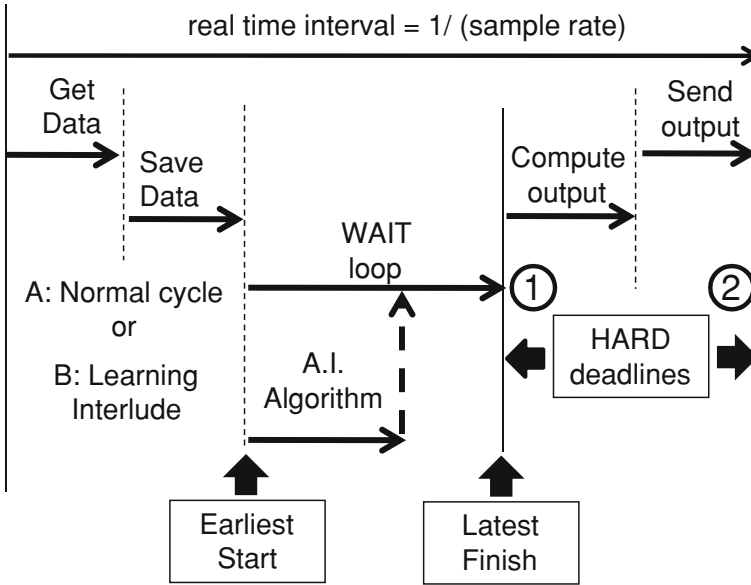 real time interval = 1/ (sample rate)
Get
Data
Save
Data
Send
output
Compute
output
WAIT
loop
A: Normal cycle
or
B: Learning
Interlude
A.I.
Algorithm
1
2
HARD
deadlines
Earliest
Start
Latest
Finish